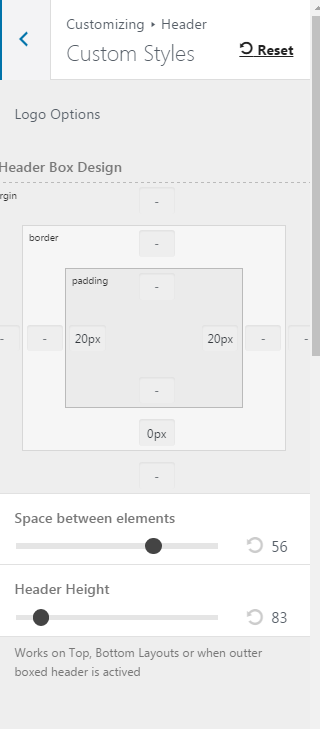 Customizing ▸ Header
Custom Styles
Reset
Logo Options
Header Box Design
rgin
-
border
-
padding
-
- - 20px 20px - -
-
0px
-
Space between elements
56
Header Height
83
Works on Top, Bottom Layouts or when outter
boxed header is actived